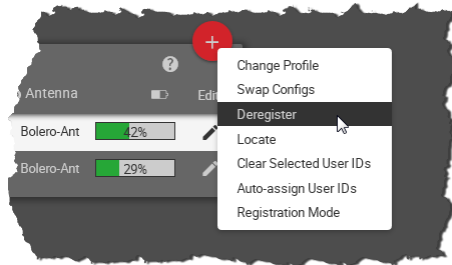 +
?
Antenna
Edi
Bolero-Ant 42%
Bolero-Ant 29%
Change Profile
Swap Configs
Deregister
Locate
Clear Selected User IDs
Auto-assign User IDs
Registration Mode